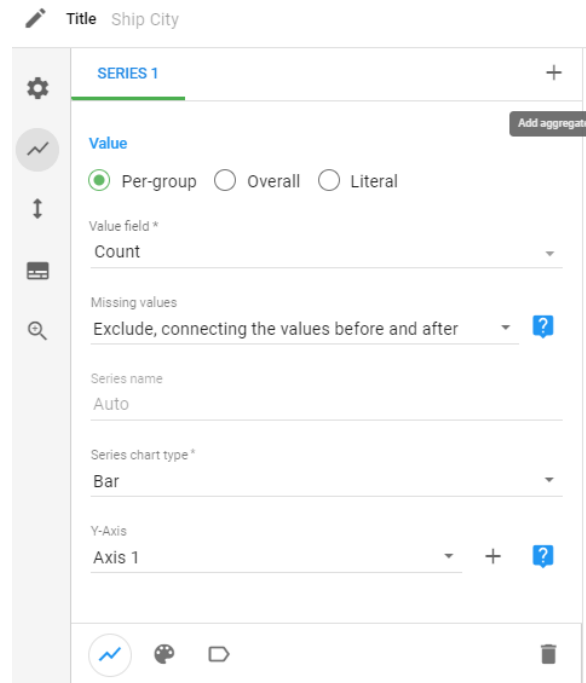 Title Ship City
SERIES 1
Add aggregate
Value
Per-group Overall Literal
Value field *
Count
Missing values
Exclude, connecting the values before and after
Series name
Auto
Series chart type *
Bar
Y-Axis
Axis 1